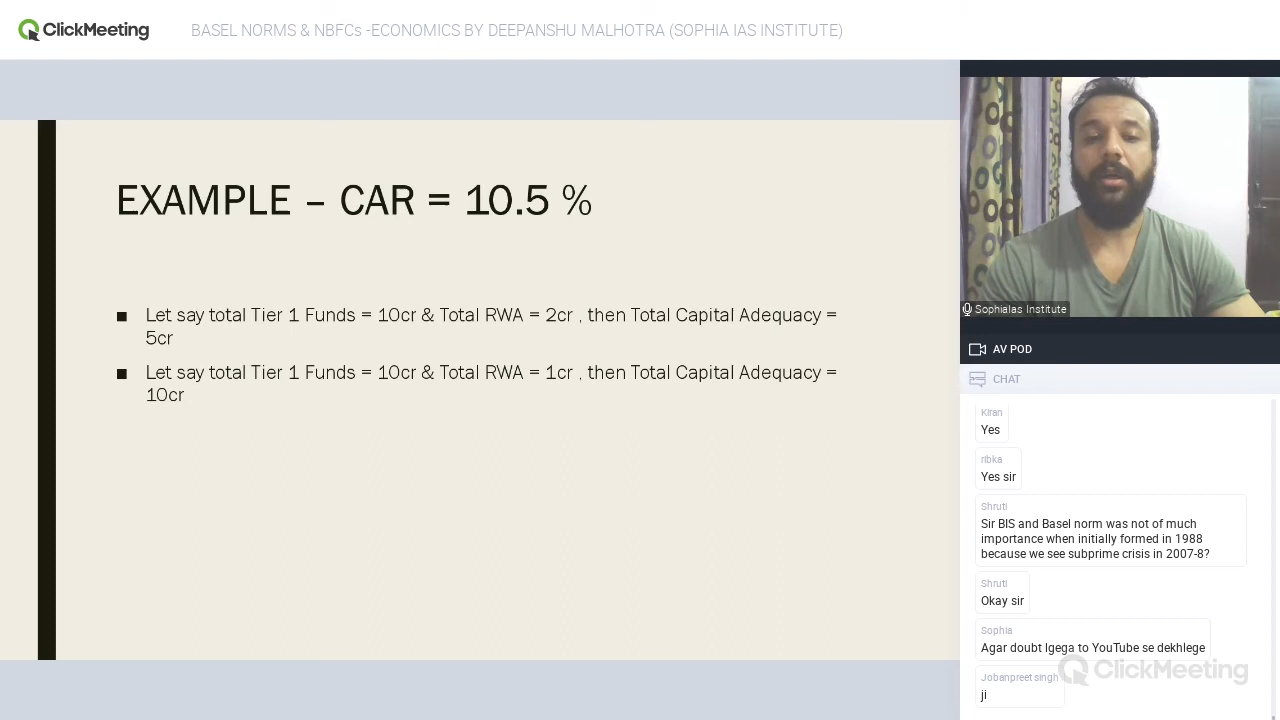 ClickMeeting
BASEL NORMS & NBFCs -ECONOMICS BY DEEPANSHU MALHOTRA (SOPHIA IAS INSTITUTE)
EXAMPLE – CAR = 10.5 %
■ Let say total Tier 1 Funds = 10cr & Total RWA = 2cr , then Total Capital Adequacy =
5cr
■ Let say total Tier 1 Funds = 10cr & Total RWA = 1cr , then Total Capital Adequacy =
10cr
SophiaIas Institute
AV POD
CHAT
Kiran
Yes
ribka
Yes sir
Shruti
Sir BIS and Basel norm was not of much
importance when initially formed in 1988
because we see subprime crisis in 2007-8?
Shruti
Okay sir
Sophia
Agar doubt lgega to YouTube se dekhlege
Jobanpreet singh
ji
ClickMeeting